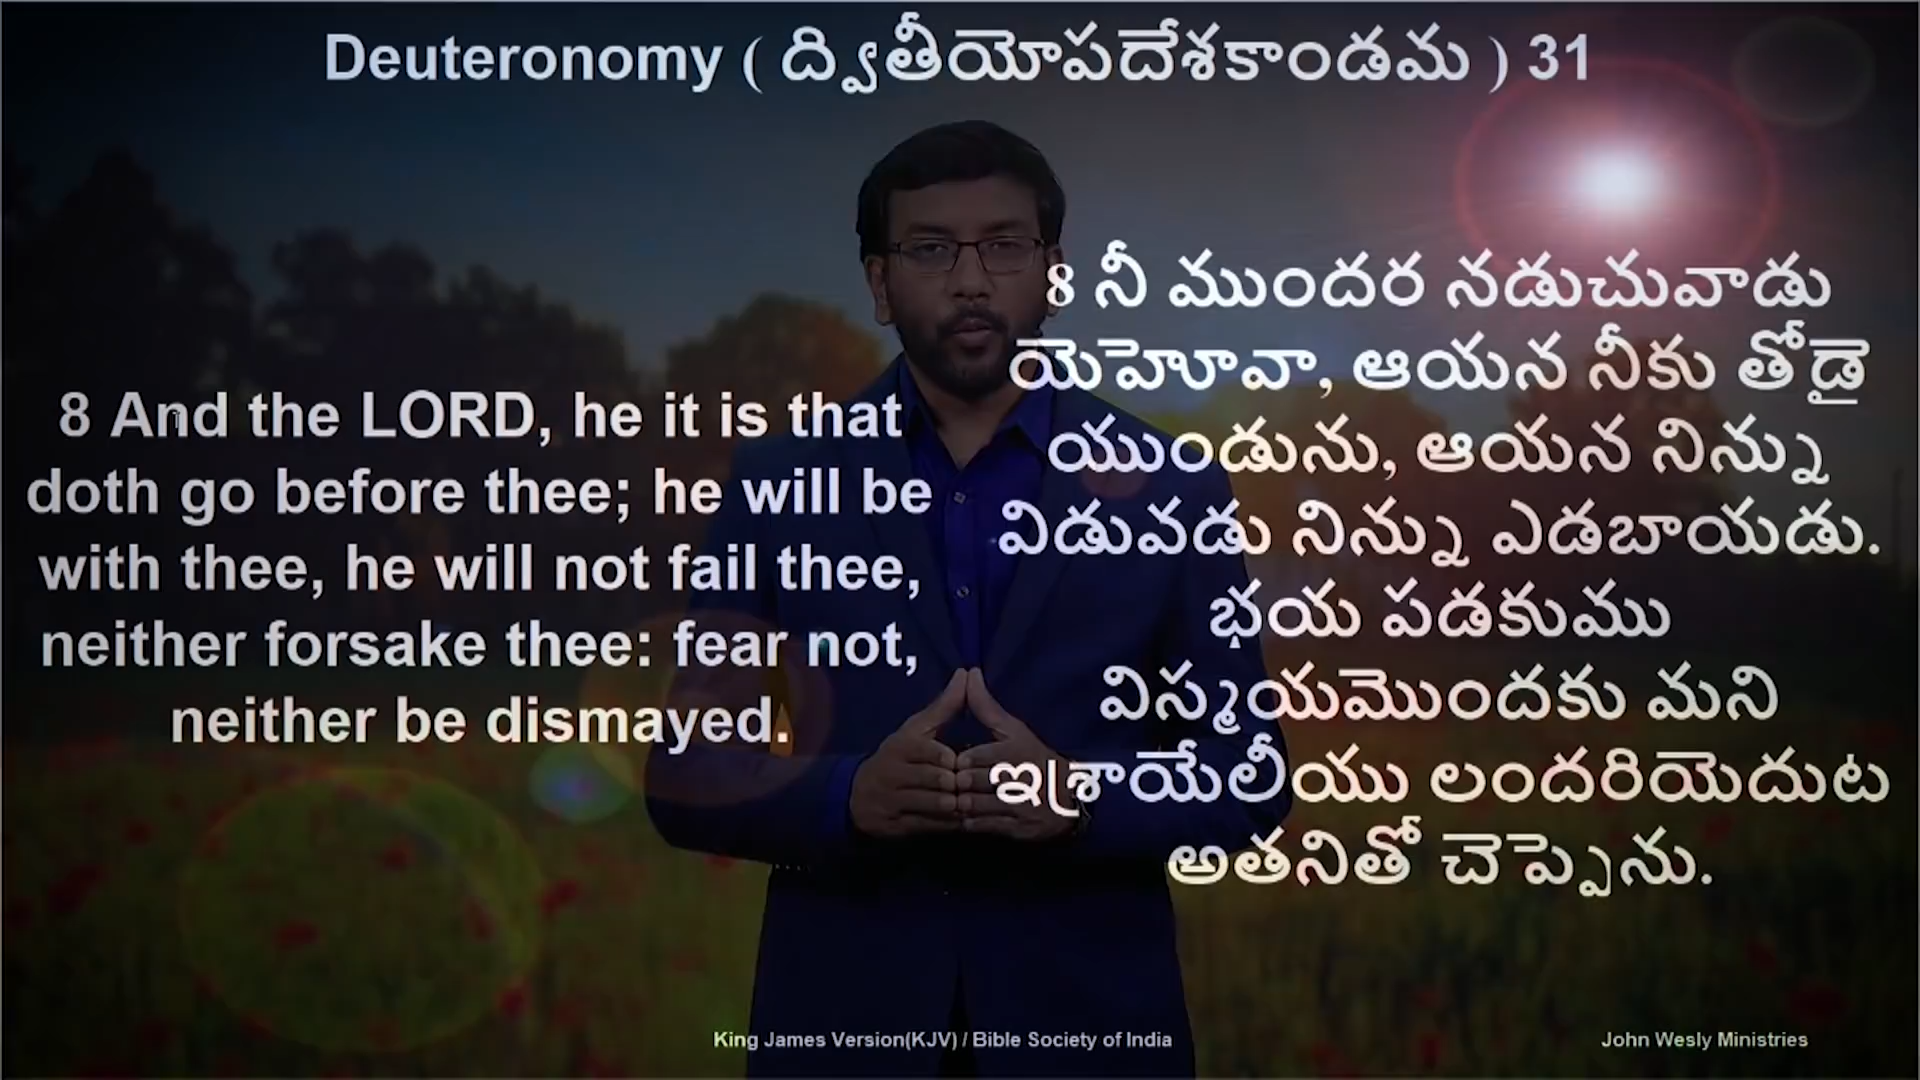 Deuteronomy ( ద్వితీయోపదేశకాండమ ) 31
8 And the LORD, he it is that
doth go before thee; he will be
with thee, he will not fail thee,
neither forsake thee: fear not,
neither be dismayed.
8 నీ ముందర నడుచువాడు
యెహెూవా, ఆయన నీకు తోడై
యుండును, ఆయన నిన్ను
విడువడు నిన్ను ఎడబాయడు.
భయ పడకుము
విస్మయమొందకు మని
ఇశ్రాయేలీయు లందరియెదుట
అతనితో చెప్పెను.
King James Version(KJV) / Bible Society of India
John Wesly Ministries